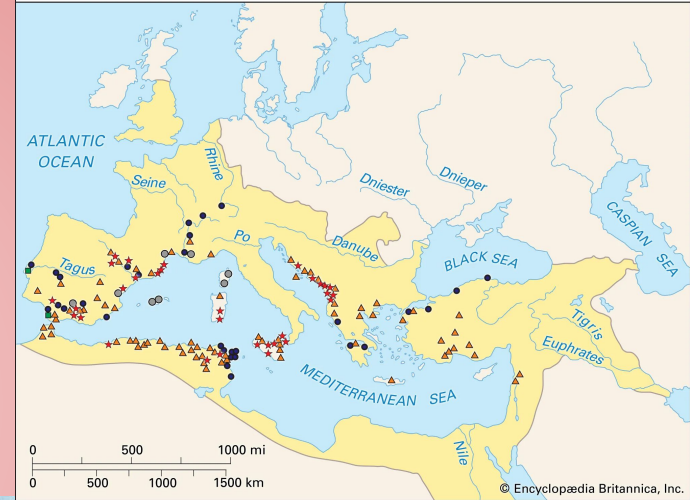 ATLANTIC
OCEAN
Rhine
Seine
Dnieper
Dniester
Po
Danube
CASPIAN SEA
Tagus
BLACK SEA
Tigris
Euphrates
MEDITERRANEAN SEA
Nile
0 500 1000 mi
0 500 1000 1500 km
© Encyclopædia Britannica, Inc.